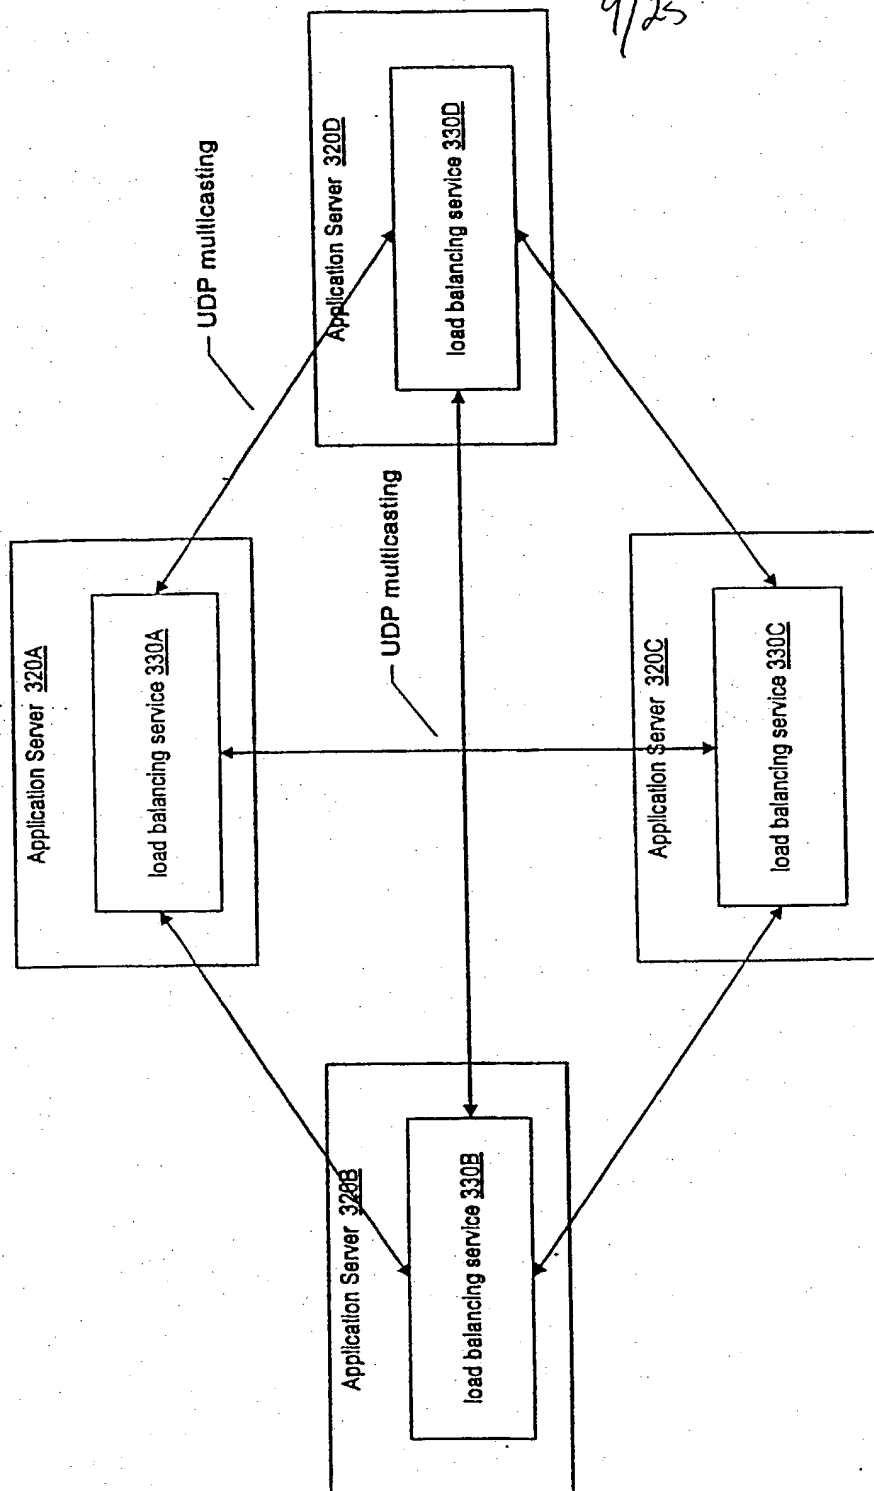 9/25
UDP multicasting
Application Server 320D
load balancing service 330D
Application Server 320A
load balancing service 330A
UDP multicasting
Application Server 320C
load balancing service 330C
Application Server 320B
load balancing service 330B